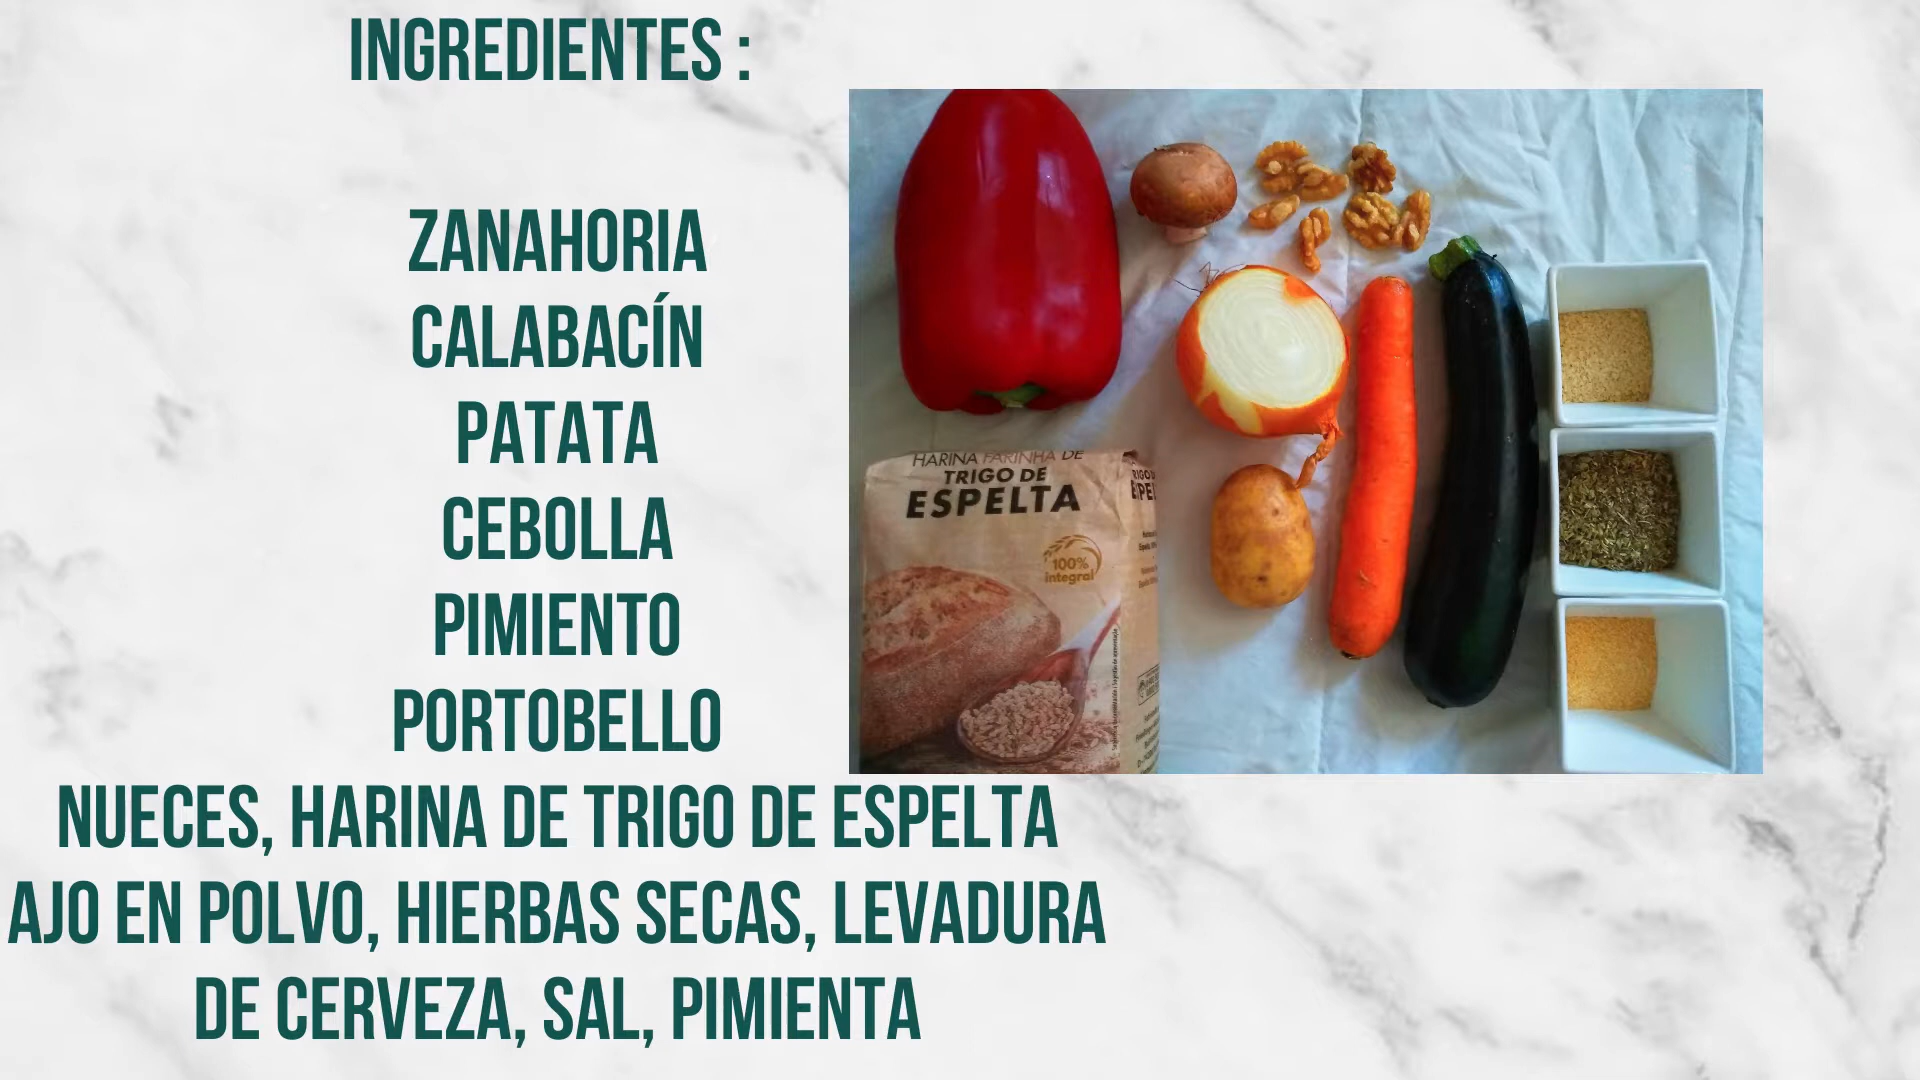 INGREDIENTES :
ZANAHORIA
CALABACÍN
PATATA
CEBOLLA
PIMIENTO
PORTOBELLO
NUECES, HARINA DE TRIGO DE ESPELTA
AJO EN POLVO, HIERBAS SECAS, LEVADURA
DE CERVEZA, SAL, PIMIENTA
HARINA FARINHA DE
TRIGO DE
ESPELTA
100%
integral